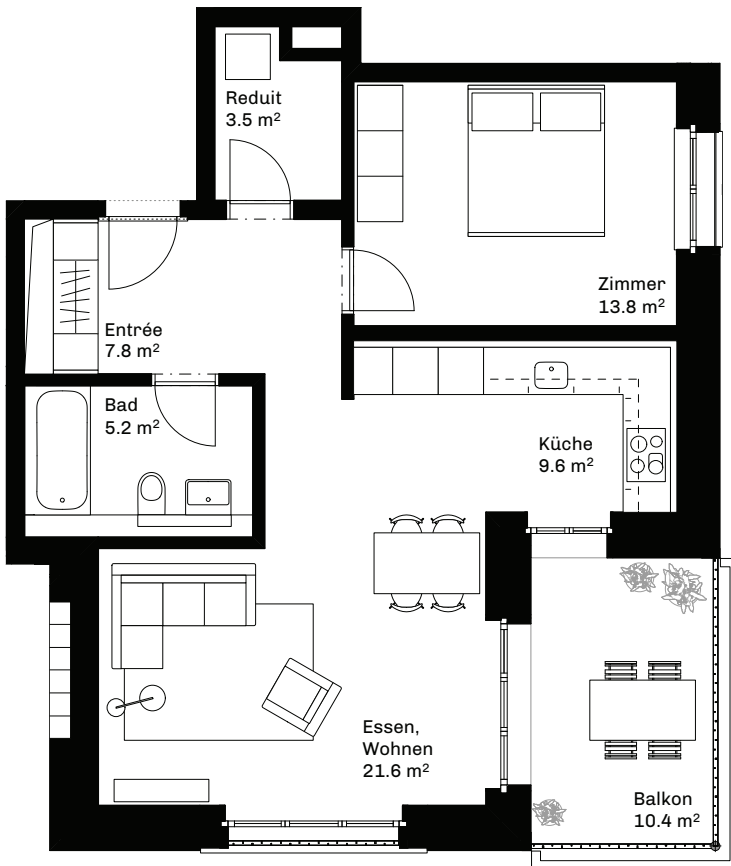 Reduit
3.5 m²
Zimmer
13.8 m²
Entrée
7.8 m²
Bad
5.2 m²
Küche
9.6 m²
Essen,
Wohnen
21.6 m²
Balkon
10.4 m²